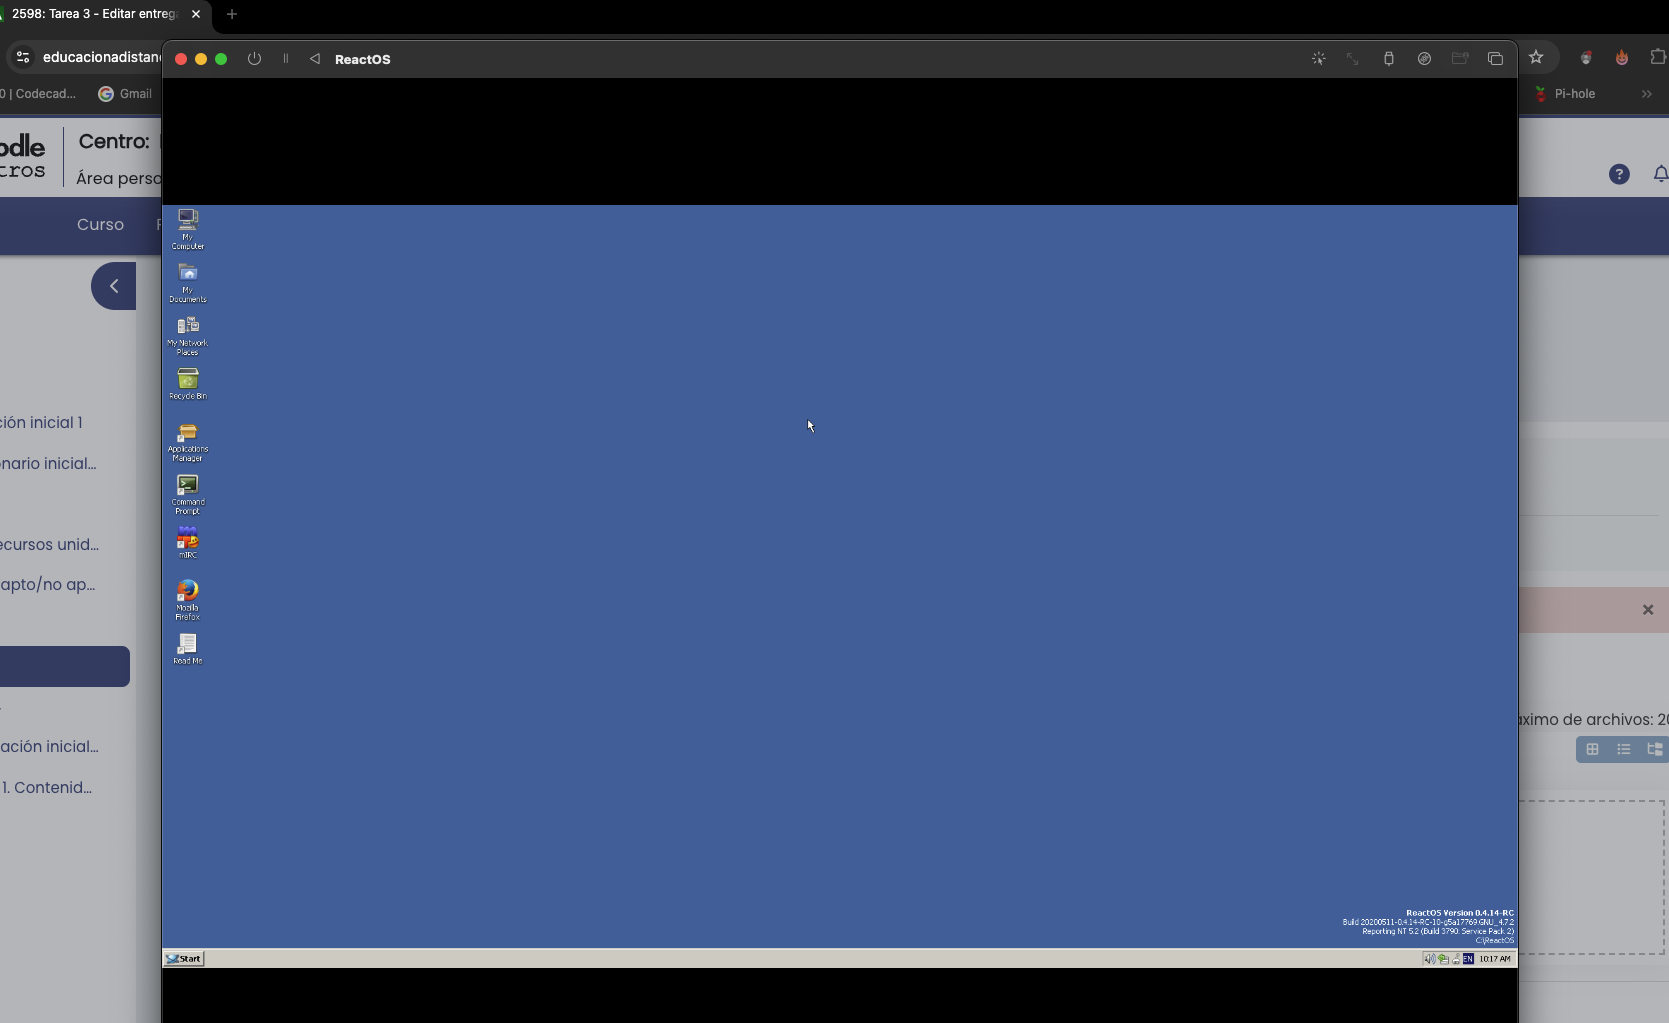 2598: Tarea 3 - Editar entreg
educacionadistan
ReactOS
0 | Codecad...
Gmail
Pi-hole
odle
Centro:
tros
Área perso
Curso
ción inicial 1
nario inicial...
ecursos unid...
apto/no ap...
ación inicial...
1. Contenid...
áximo de archivos: 20
My
Computer
My
Documents
My Network
Places
Recycle Bin
Applications
Manager
Command
Prompt
mIRC
Mozilla
Firefox
Read Me
ReactOS Version 0.4.14-RC
Build 20200511-0.4.14-RC-10-g5a17769.GNU_4.7.2
Reporting NT 5.2 (Build 3790: Service Pack 2)
C:\ReactOS
Start
EN
10:17 AM